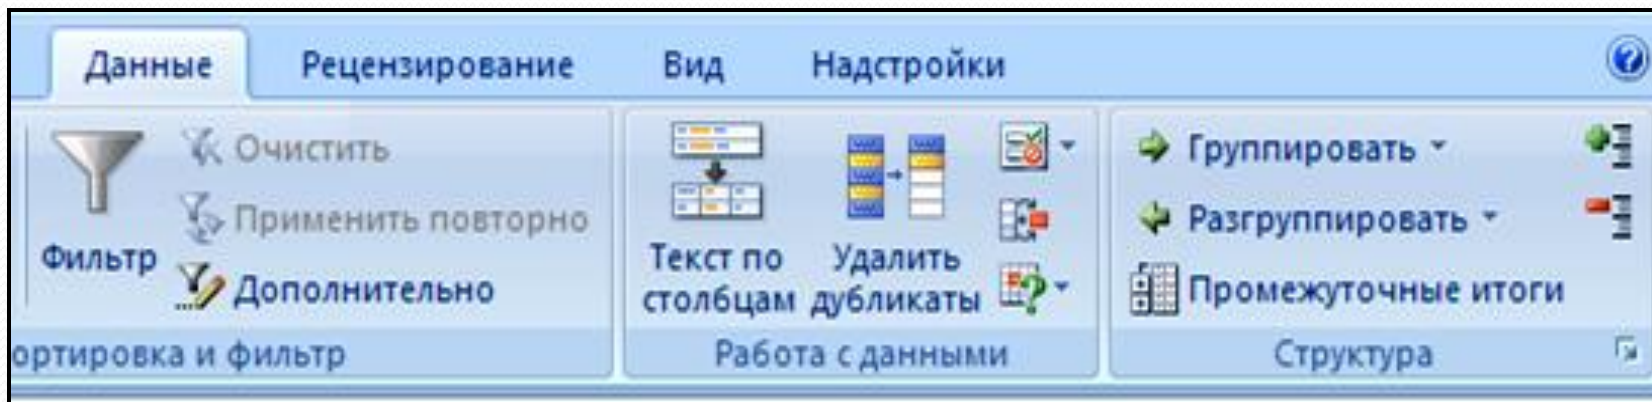 Данные Рецензирование Вид Надстройки
Очистить
Применить повторно
Дополнительно
Фильтр
Текст по
столбцам
Удалить
дубликаты
Группировать
Разгруппировать
Промежуточные итоги
ортировка и фильтр
Работа с данными
Структура